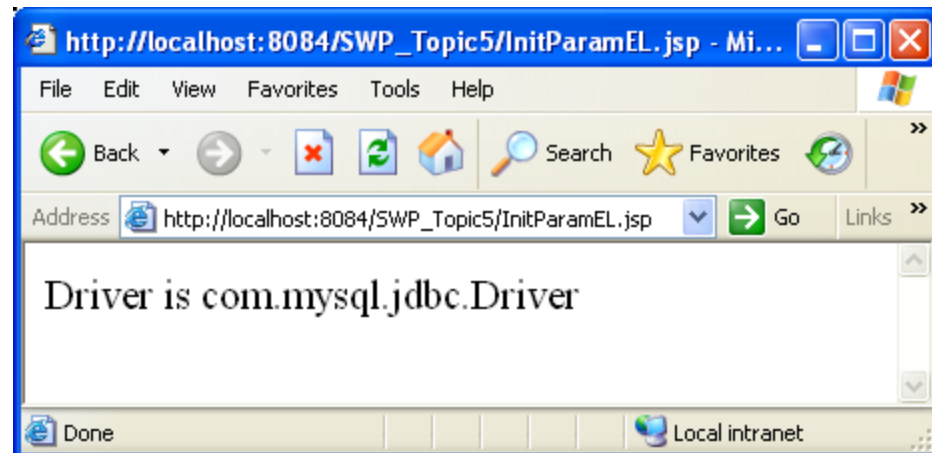 http://localhost:8084/SWP_Topic5/InitParamEL.jsp - Mi...
File Edit View Favorites Tools Help
Back Search Favorites »
Address http://localhost:8084/SWP_Topic5/InitParamEL.jsp Go Links »
Driver is com.mysql.jdbc.Driver
Done Local intranet